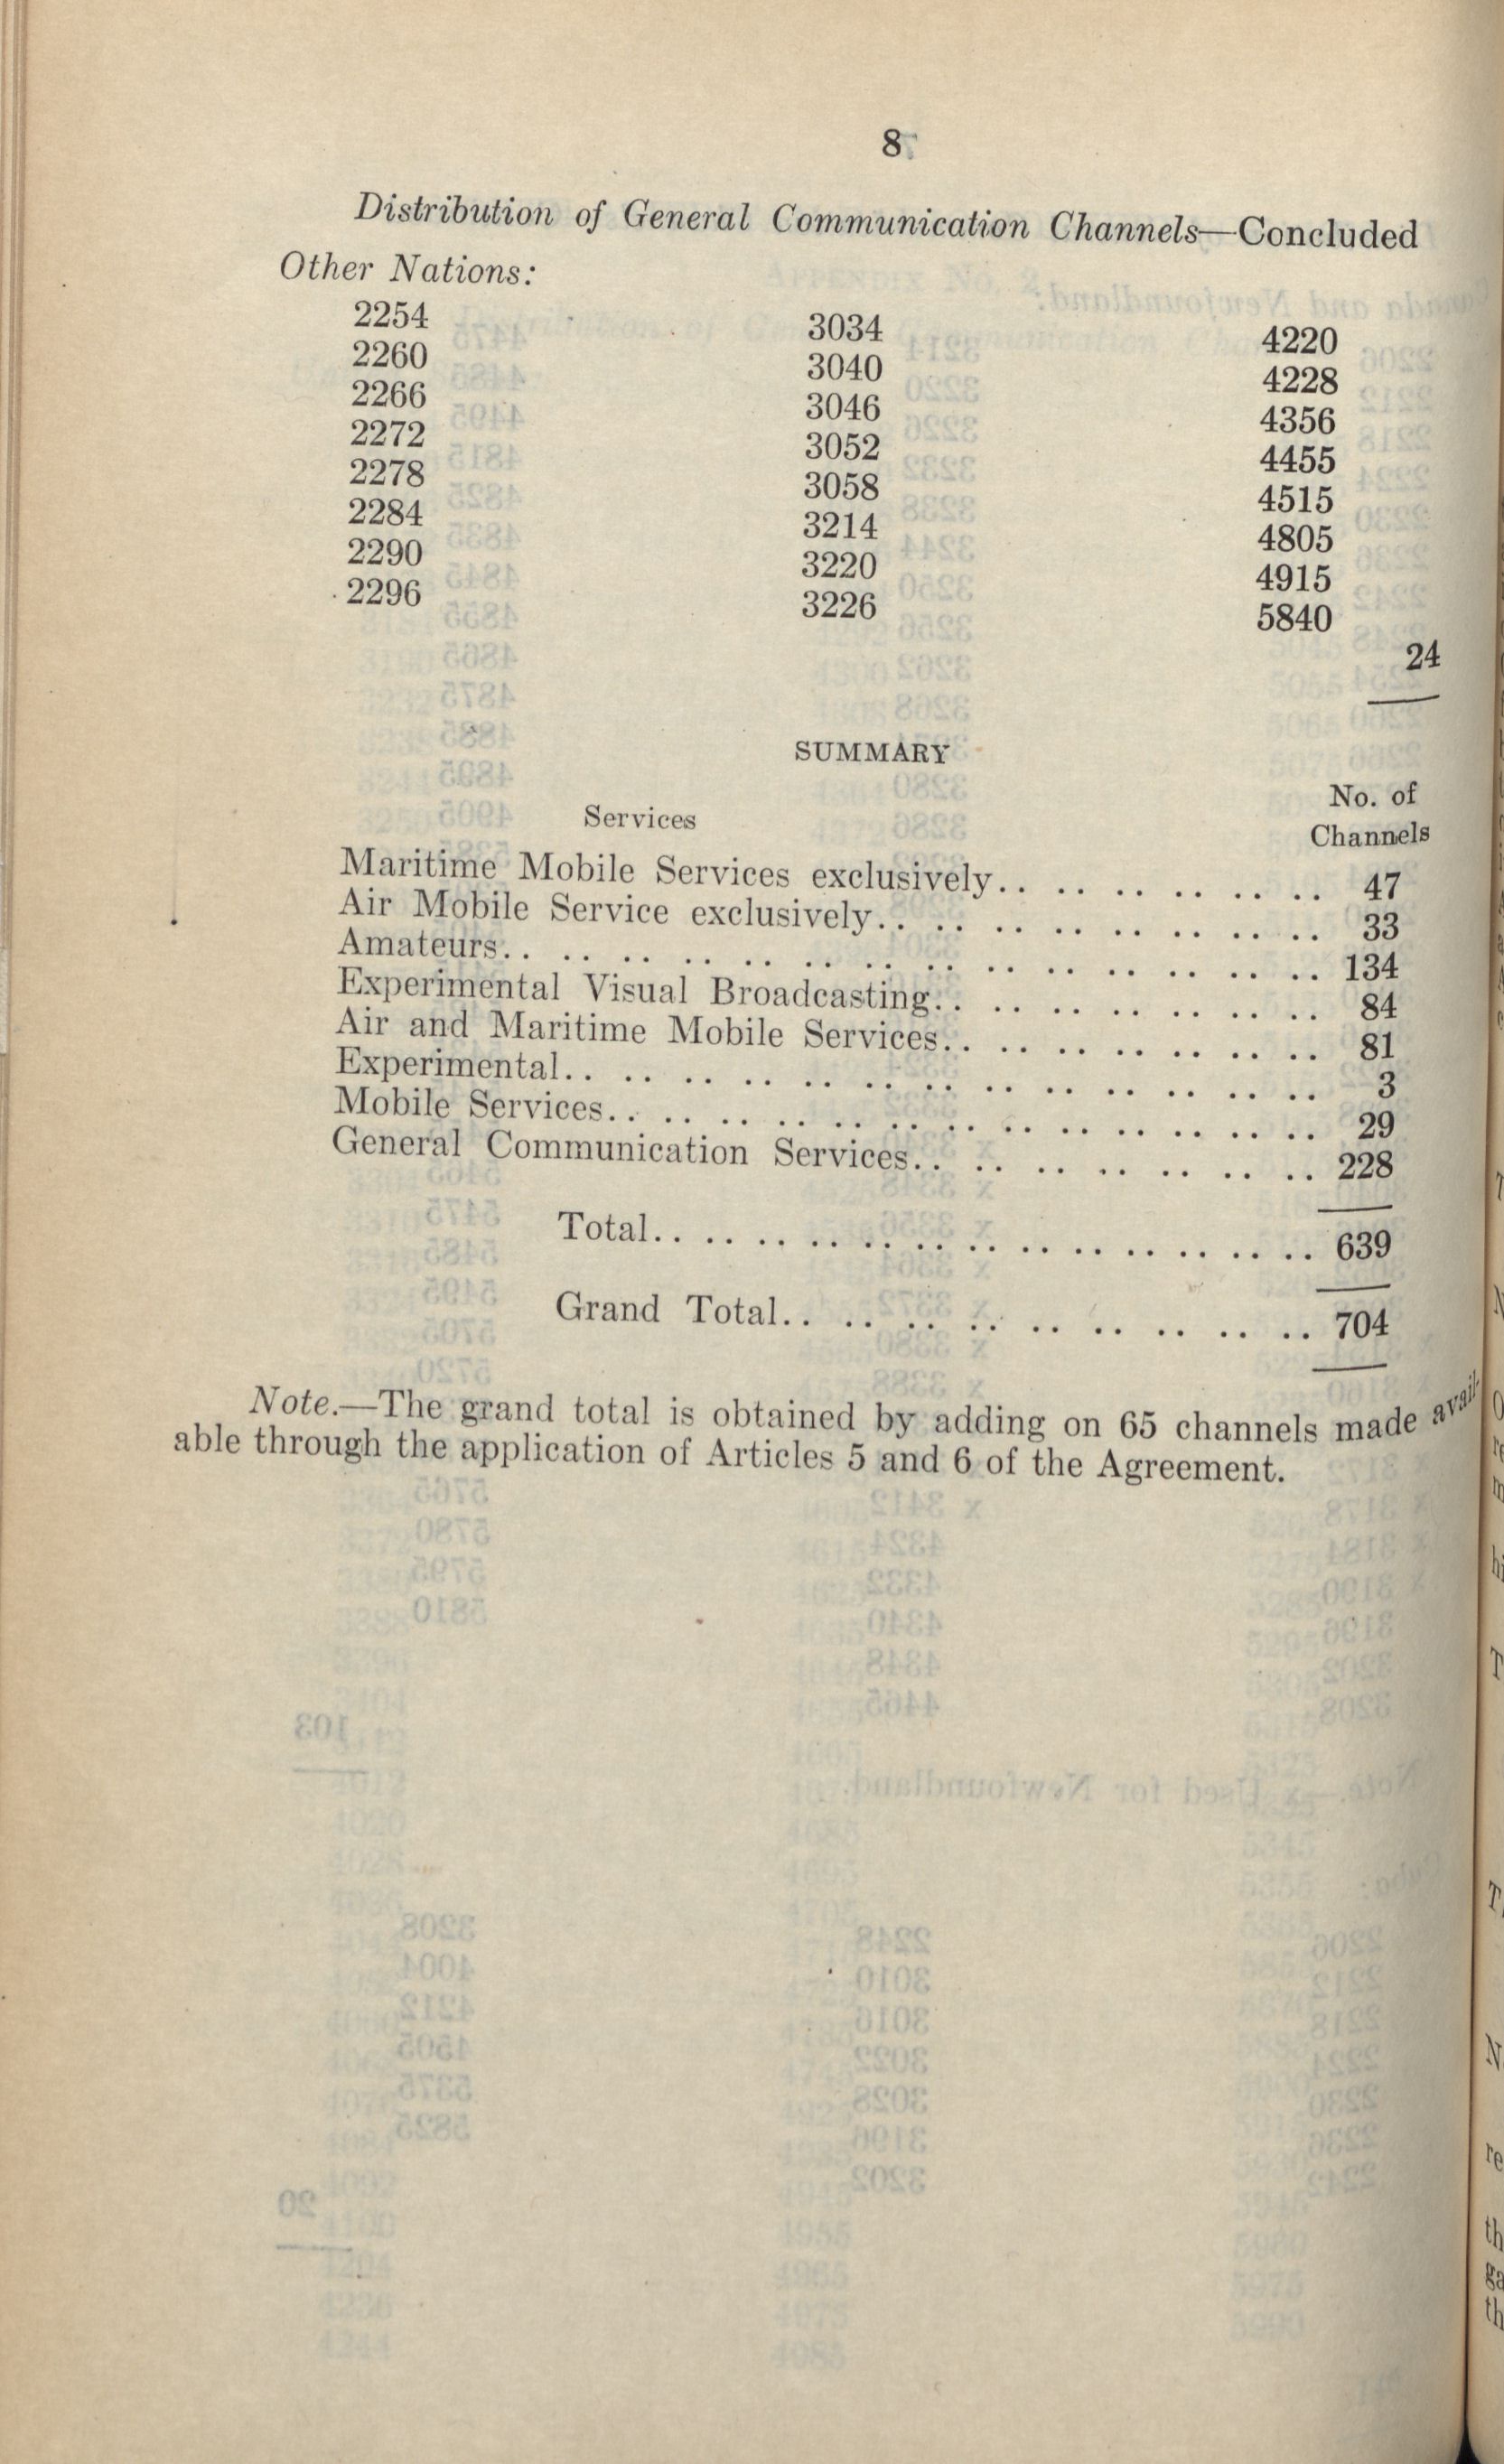 8
Distribution of General Communication Channels—Concluded
Other Nations:
2254 3034 4220
2260 3040 4228
2266 3046 4356
2272 3052 4455
2278 3058 4515
2284 3214 4805
2290 3220 4915
2296 3226 5840
24
SUMMARY
Services No. of Channels
Maritime Mobile Services exclusively.. .. .. .. .. .. .. 47
Air Mobile Service exclusively.. .. .. .. .. .. .. .. .. 33
Amateurs.. .. .. .. .. .. .. .. .. .. .. .. .. .. .. 134
Experimental Visual Broadcasting.. .. .. .. .. .. .. .. 84
Air and Maritime Mobile Services.. .. .. .. .. .. .. .. 81
Experimental.. .. .. .. .. .. .. .. .. .. .. .. .. .. 3
Mobile Services.. .. .. .. .. .. .. .. .. .. .. .. .. .. 29
General Communication Services.. .. .. .. .. .. .. .. 228
Total.. .. .. .. .. .. .. .. .. .. .. .. .. .. 639
Grand Total.. .. .. .. .. .. .. .. .. .. 704
Note.—The grand total is obtained by adding on 65 channels made avail-
able through the application of Articles 5 and 6 of the Agreement.